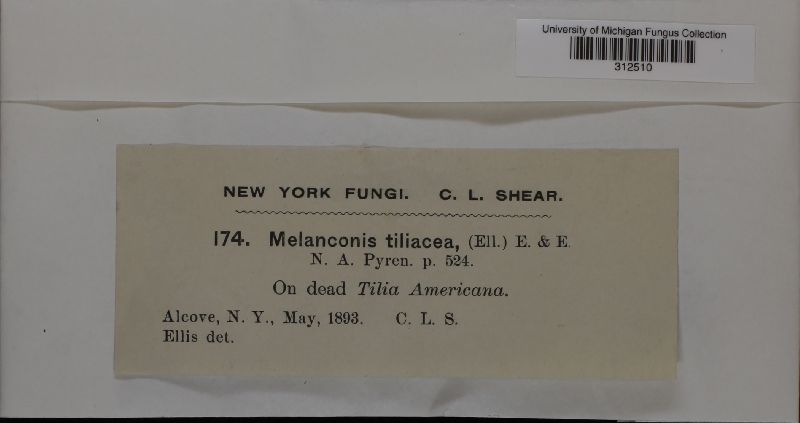 University of Michigan Fungus Collection
312510
NEW YORK FUNGI. C. L. SHEAR.
174. Melanconis tiliacea, (Ell.) E. & E.
N. A. Pyren. p. 524.
On dead Tilia Americana.
Alcove, N. Y., May, 1893. C. L. S.
Ellis det.